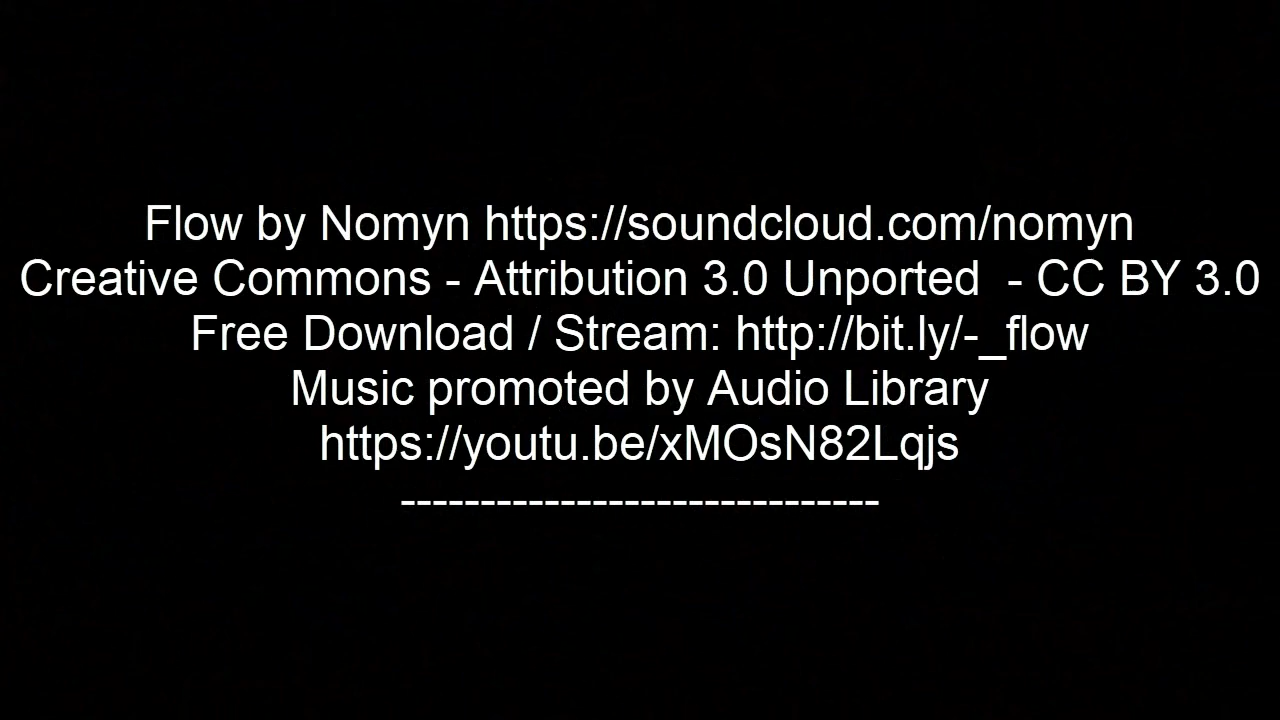 Flow by Nomyn https://soundcloud.com/nomyn
Creative Commons - Attribution 3.0 Unported  - CC BY 3.0
Free Download / Stream: http://bit.ly/-_flow
Music promoted by Audio Library
https://youtu.be/xMOsN82Lqjs
------------------------------